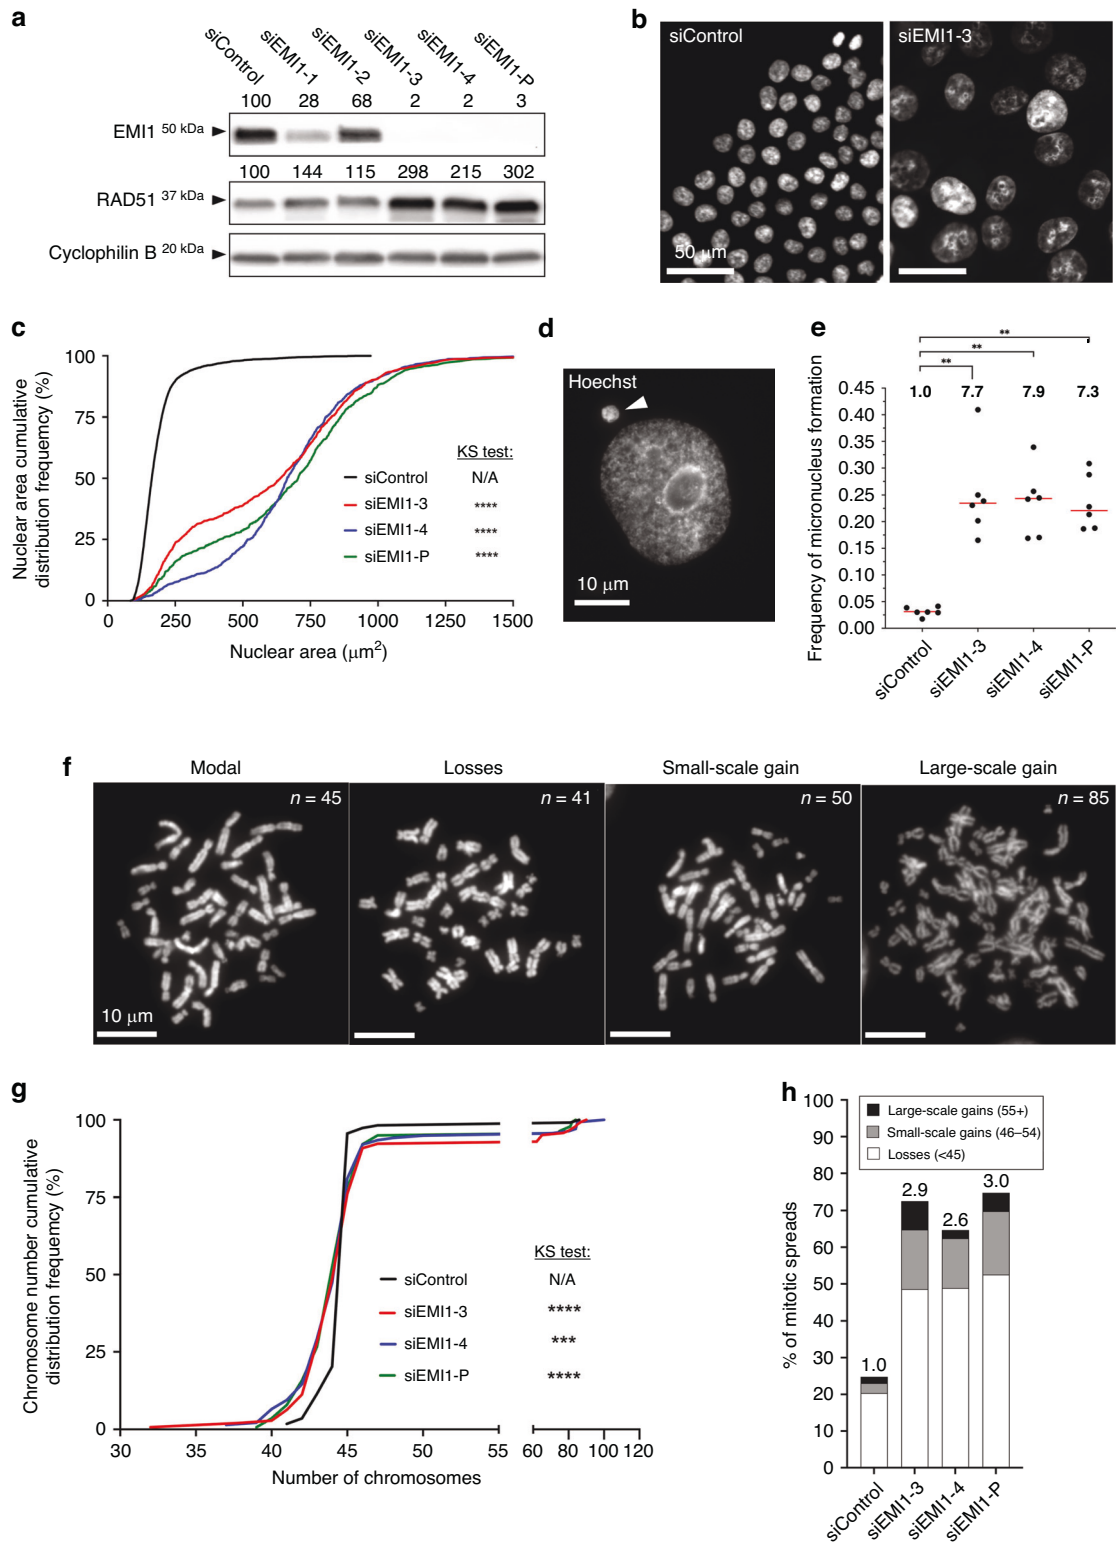 a
siControl
siEMI1-1
siEMI1-2
siEMI1-3
siEMI1-4
siEMI1-P
100 28 68 2 2 3
EMI1 50 kDa
100 144 115 298 215 302
RAD51 37 kDa
Cyclophilin B 20 kDa
b
siControl
siEMI1-3
50 μm
c
Nuclear area cumulative
distribution frequemcy (%)
100
75
50
25
0
0 250 500 750 1000 1250 1500
Nuclear area (μm2)
KS test:
siControl N/A
siEMI1-3 ****
siEMI1-4 ****
siEMI1-P ****
d
Hoechst
10 μm
e
Frequency of micronucleus formation
**
**
**
1.0 7.7 7.9 7.3
0.45
0.40
0.35
0.30
0.25
0.20
0.15
0.10
0.05
0.00
siControl
siEMI1-3
siEMI1-4
siEMI1-P
f
Modal
Losses
Small-scale gain
Large-scale gain
n = 45
n = 41
n = 50
n = 85
10 μm
g
Chromosome number cumulative
distribution frequemcy (%)
100
75
50
25
0
30 35 40 45 50 55 60 80 100 120
Number of chromosomes
KS test:
siControl N/A
siEMI1-3 ****
siEMI1-4 ***
siEMI1-P ****
h
% of mitotic spreads
100
90
80
70
60
50
40
30
20
10
0
Large-scale gains (55+)
Small-scale gains (46–54)
Losses (<45)
1.0
2.9
2.6
3.0
siControl
siEMI1-3
siEMI1-4
siEMI1-P